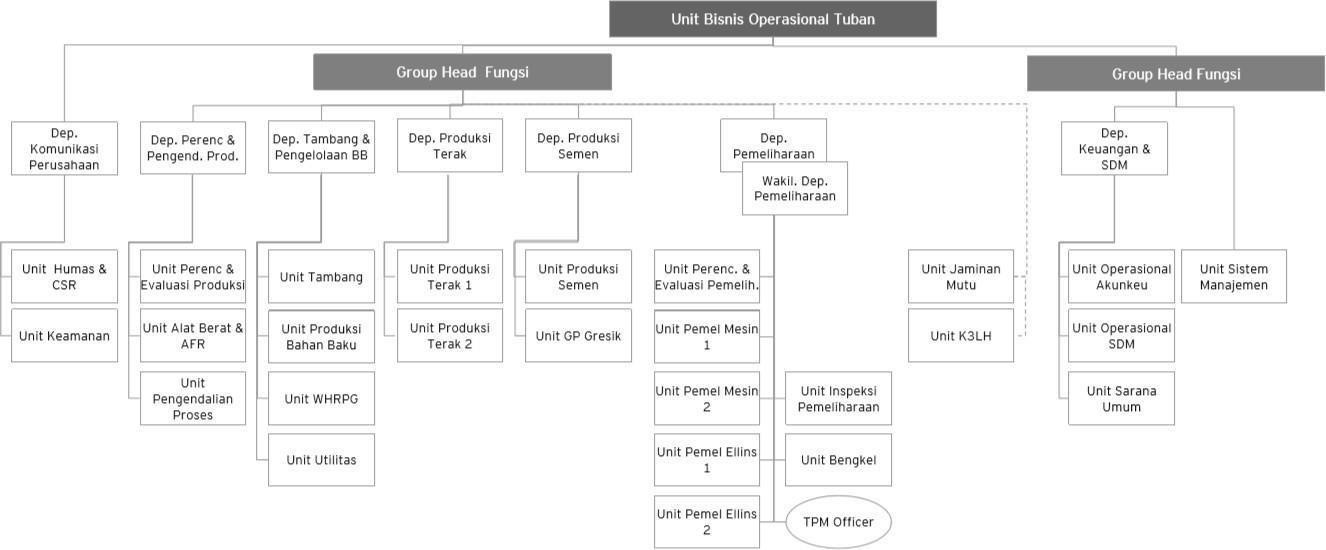 Unit Bisnis Operasional Tuban
Group Head Fungsi
Group Head Fungsi
Dep.
Komunikasi
Perusahaan
Dep. Perenc &
Pengend. Prod.
Dep. Tambang &
Pengelolaan BB
Dep. Produksi
Terak
Dep. Produksi
Semen
Dep.
Pemeliharaan
Wakil. Dep.
Pemeliharaan
Dep.
Keuangan &
SDM
Unit Humas &
CSR
Unit Keamanan
Unit Perenc &
Evaluasi Produksi
Unit Alat Berat &
AFR
Unit
Pengendalian
Proses
Unit Tambang
Unit Produksi
Bahan Baku
Unit WHRPG
Unit Utilitas
Unit Produksi
Terak 1
Unit Produksi
Terak 2
Unit Produksi
Semen
Unit GP Gresik
Unit Perenc. &
Evaluasi Pemelih.
Unit Pemel Mesin
1
Unit Pemel Mesin
2
Unit Pemel Ellins
1
Unit Pemel Ellins
2
Unit Inspeksi
Pemeliharaan
Unit Bengkel
TPM Officer
Unit Jaminan
Mutu
Unit K3LH
Unit Operasional
Akunkeu
Unit Operasional
SDM
Unit Sarana
Umum
Unit Sistem
Manajemen